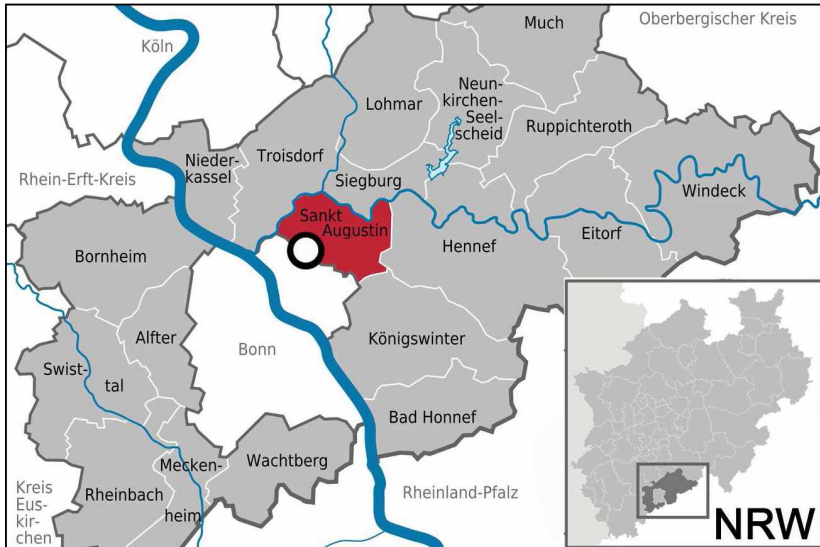 Much
Oberbergischer Kreis
Köln
Lohmar
Neun-
kirchen-
Seel-
scheid
Ruppichteroth
Troisdorf
Nieder-
kassel
Siegburg
Rhein-Erft-Kreis
Windeck
Sankt
Augustin
Hennef
Eitorf
Bornheim
Alfter
Bonn
Königswinter
Swist-
tal
Bad Honnef
Wachtberg
Mecken-
heim
Rheinbach
Rheinland-Pfalz
Kreis
Eus-
kir-
chen
NRW